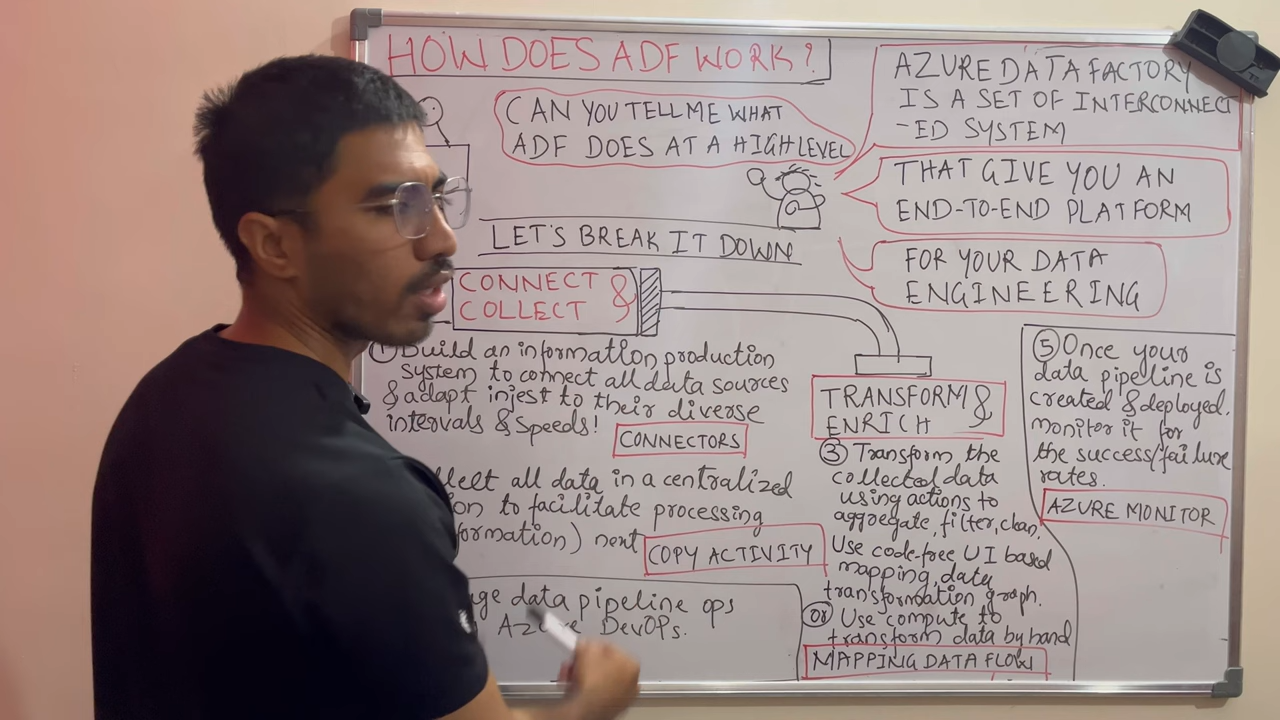 HOW DOES ADF WORK?
CAN YOU TELL ME WHAT
ADF DOES AT A HIGH LEVEL
AZURE DATA FACTORY
IS A SET OF INTERCONNECT
-ED SYSTEM
THAT GIVE YOU AN
END-TO-END PLATFORM
FOR YOUR DATA
ENGINEERING
LET'S BREAK IT DOWN
CONNECT &
COLLECT
① Build an information production
system to connect all data sources
& adapt injest to their diverse
intervals & speeds!
CONNECTORS
all data in a centralized
to facilitate processing
next
COPY ACTIVITY
data pipeline ops
Azure DevOPs.
TRANSFORM &
ENRICH
③ Transform the
collected data
using actions to
aggregate, filter, clean.
Use code-free UI based
mapping, data
transformation graph.
OR Use compute to
transform data by hand
MAPPING DATA FLOW
⑤ Once your
data pipeline is
created & deployed.
monitor it for
the success/failure
rates.
AZURE MONITOR